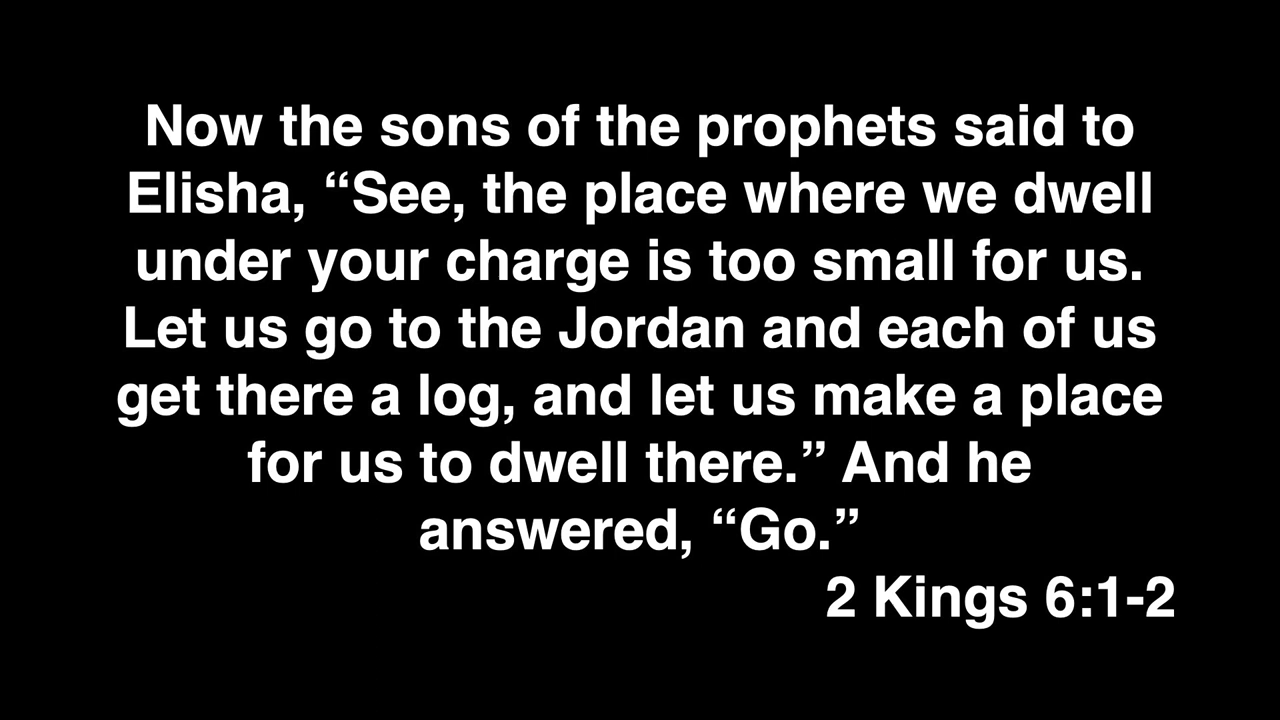 Now the sons of the prophets said to
Elisha, “See, the place where we dwell
under your charge is too small for us.
Let us go to the Jordan and each of us
get there a log, and let us make a place
for us to dwell there.” And he
answered, “Go.”
2 Kings 6:1-2